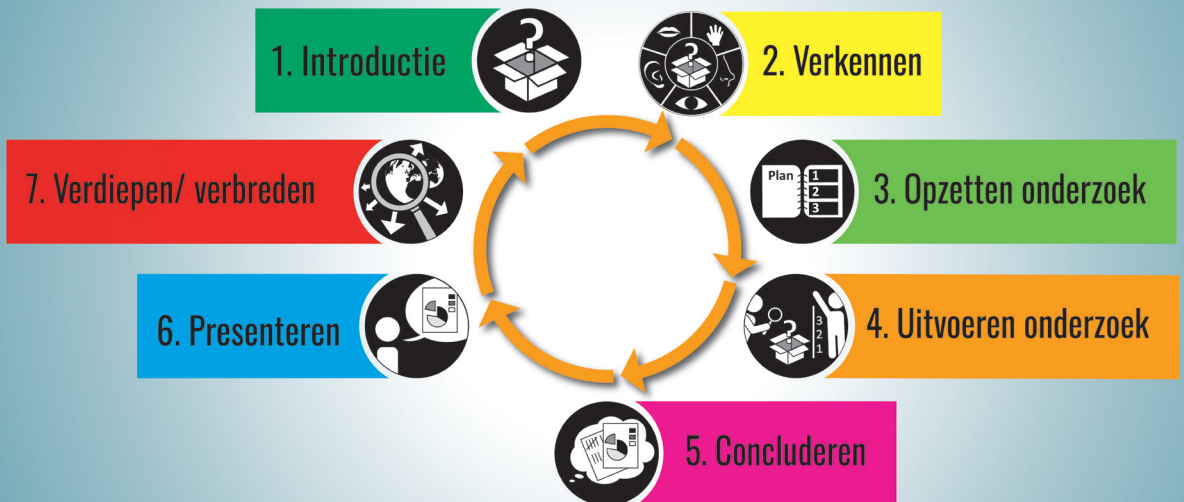 1. Introductie
?
2. Verkennen
?
7. Verdiepen/ verbreden
Plan
1
2
3
3. Opzetten onderzoek
6. Presenteren
?
3
2
1
4. Uitvoeren onderzoek
5. Concluderen